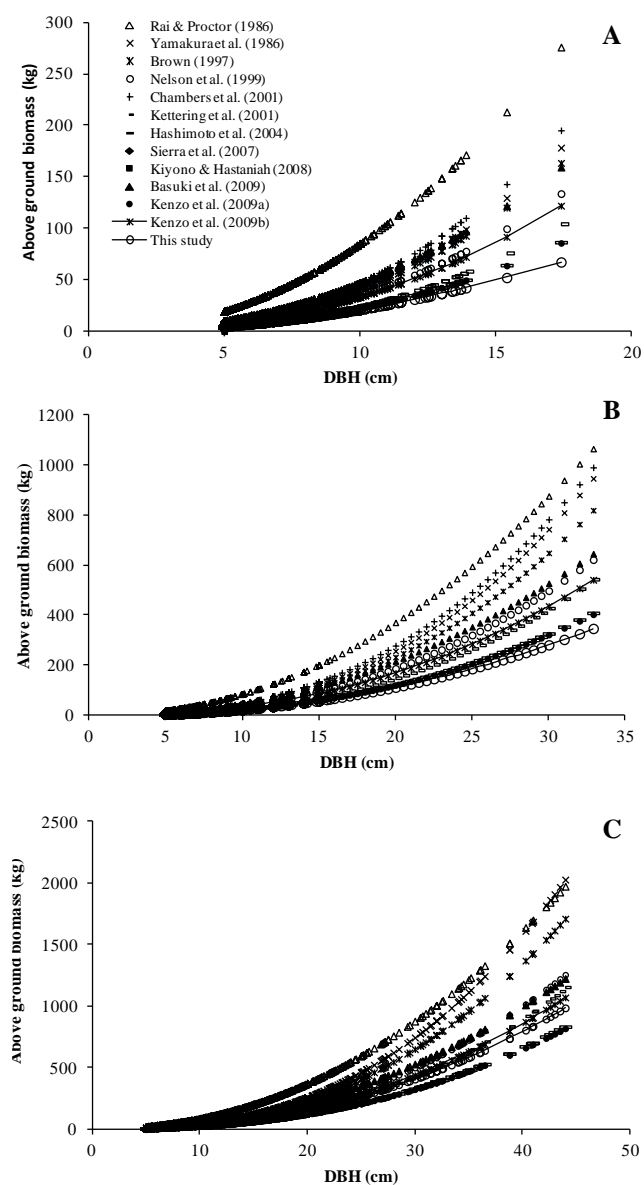 A
Above ground biomass (kg)
300
250
200
150
100
50
0
Rai & Proctor (1986)
Yamakura et al. (1986)
Brown (1997)
Nelson et al. (1999)
Chambers et al. (2001)
Kettering et al. (2001)
Hashimoto et al. (2004)
Sierra et al. (2007)
Kiyono & Hastaniah (2008)
Basuki et al. (2009)
Kenzo et al. (2009a)
Kenzo et al. (2009b)
This study
0 5 10 15 20
DBH (cm)
B
Above ground biomass (kg)
1200
1000
800
600
400
200
0
0 5 10 15 20 25 30 35
DBH (cm)
C
Above ground biomass (kg)
2500
2000
1500
1000
500
0
0 10 20 30 40 50
DBH (cm)